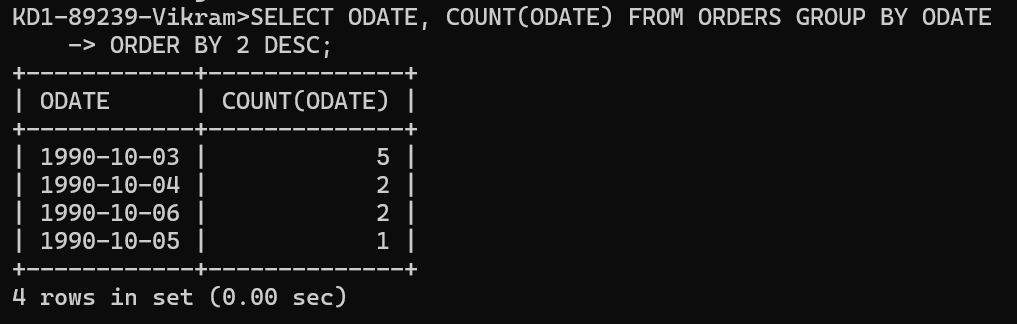 KD1-89239-Vikram>SELECT ODATE, COUNT(ODATE) FROM ORDERS GROUP BY ODATE
    -> ORDER BY 2 DESC;
+------------+--------------+
| ODATE      | COUNT(ODATE) |
+------------+--------------+
| 1990-10-03 |            5 |
| 1990-10-04 |            2 |
| 1990-10-06 |            2 |
| 1990-10-05 |            1 |
+------------+--------------+
4 rows in set (0.00 sec)